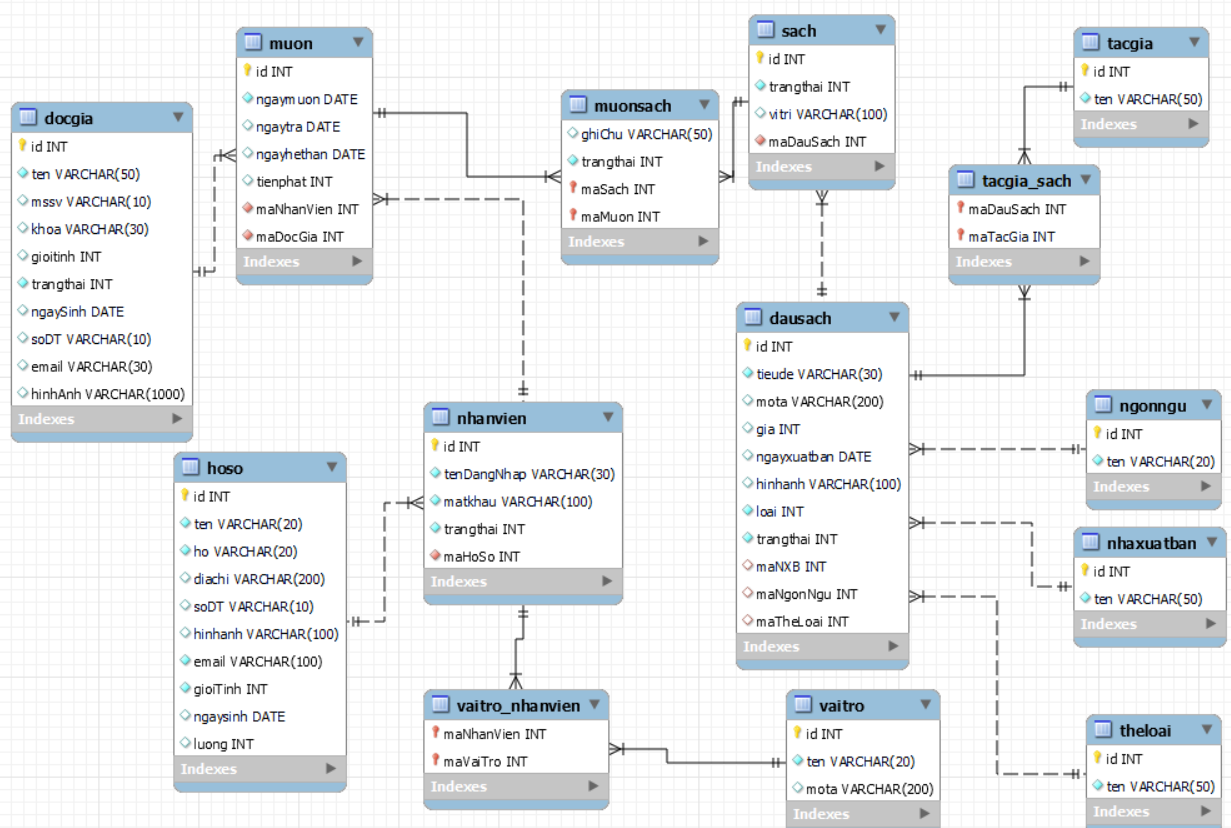 muon
id INT
ngaymuon DATE
ngaytra DATE
ngayhethan DATE
tienphat INT
maNhanVien INT
maDocGia INT
Indexes
sach
id INT
trangthai INT
vitri VARCHAR(100)
maDauSach INT
Indexes
tacgia
id INT
ten VARCHAR(50)
Indexes
docgia
id INT
ten VARCHAR(50)
mssv VARCHAR(10)
khoa VARCHAR(30)
gioitinh INT
trangthai INT
ngaySinh DATE
soDT VARCHAR(10)
email VARCHAR(30)
hinhAnh VARCHAR(1000)
Indexes
muonsach
ghiChu VARCHAR(50)
trangthai INT
maSach INT
maMuon INT
Indexes
tacgia_sach
maDauSach INT
maTacGia INT
Indexes
dausach
id INT
tieude VARCHAR(30)
mota VARCHAR(200)
gia INT
ngayxuatban DATE
hinhanh VARCHAR(100)
loai INT
trangthai INT
maNXB INT
maNgonNgu INT
maTheLoai INT
Indexes
ngonngu
id INT
ten VARCHAR(20)
Indexes
nhanvien
id INT
tenDangNhap VARCHAR(30)
matkhau VARCHAR(100)
trangthai INT
maHoSo INT
Indexes
hoso
id INT
ten VARCHAR(20)
ho VARCHAR(20)
diachi VARCHAR(200)
soDT VARCHAR(10)
hinhanh VARCHAR(100)
email VARCHAR(100)
gioiTinh INT
ngaysinh DATE
luong INT
Indexes
nhaxuatban
id INT
ten VARCHAR(50)
Indexes
vaitro_nhanvien
maNhanVien INT
maVaiTro INT
Indexes
vaitro
id INT
ten VARCHAR(20)
mota VARCHAR(200)
Indexes
theloai
id INT
ten VARCHAR(50)
Indexes